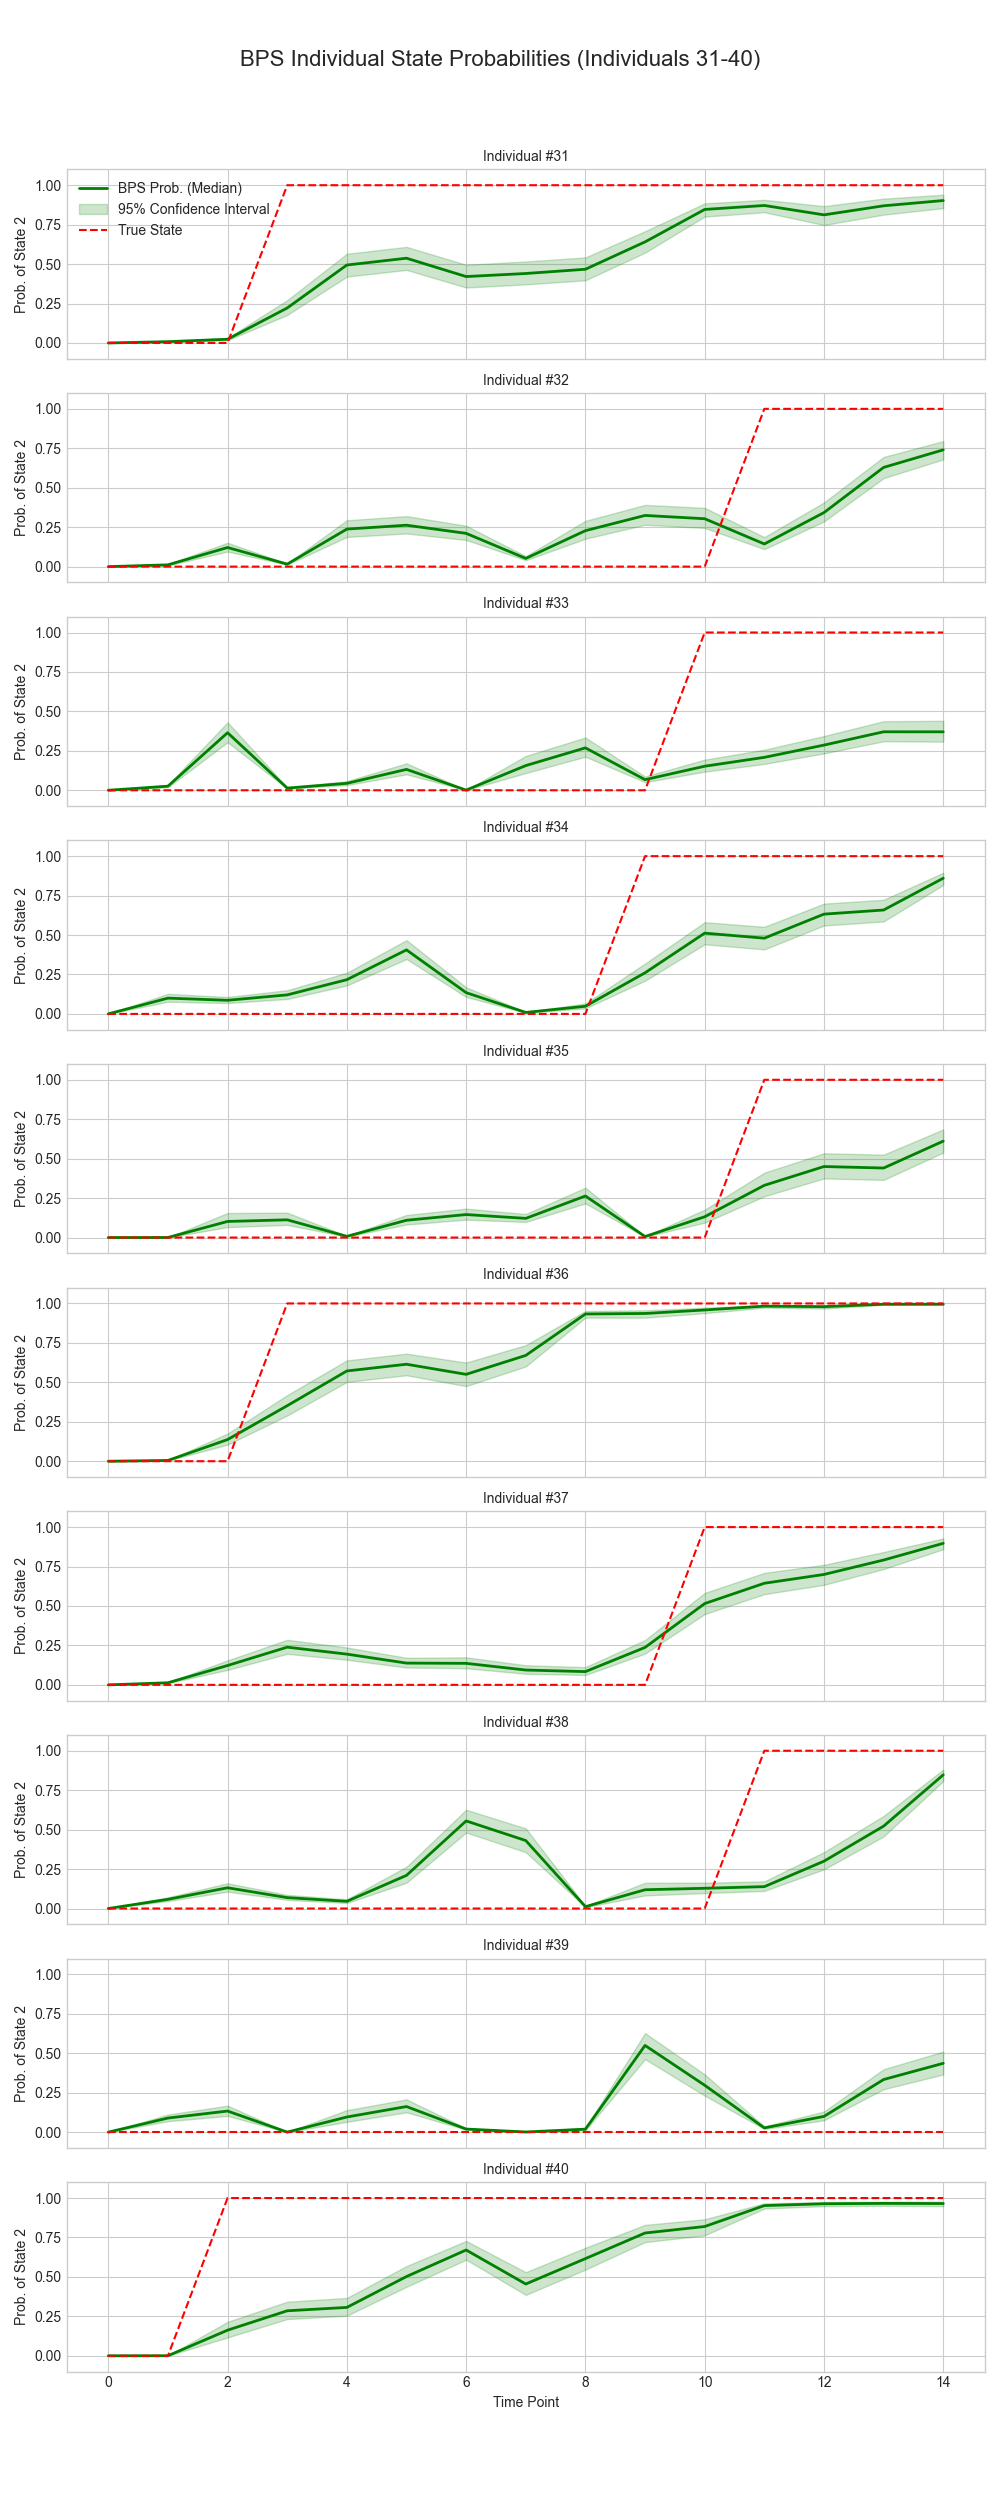 BPS Individual State Probabilities (Individuals 31-40)
Individual #31
Prob. of State 2
1.00
0.75
0.50
0.25
0.00
BPS Prob. (Median)
95% Confidence Interval
True State
Individual #32
Prob. of State 2
1.00
0.75
0.50
0.25
0.00
Individual #33
Prob. of State 2
1.00
0.75
0.50
0.25
0.00
Individual #34
Prob. of State 2
1.00
0.75
0.50
0.25
0.00
Individual #35
Prob. of State 2
1.00
0.75
0.50
0.25
0.00
Individual #36
Prob. of State 2
1.00
0.75
0.50
0.25
0.00
Individual #37
Prob. of State 2
1.00
0.75
0.50
0.25
0.00
Individual #38
Prob. of State 2
1.00
0.75
0.50
0.25
0.00
Individual #39
Prob. of State 2
1.00
0.75
0.50
0.25
0.00
Individual #40
Prob. of State 2
1.00
0.75
0.50
0.25
0.00
0 2 4 6 8 10 12 14
Time Point